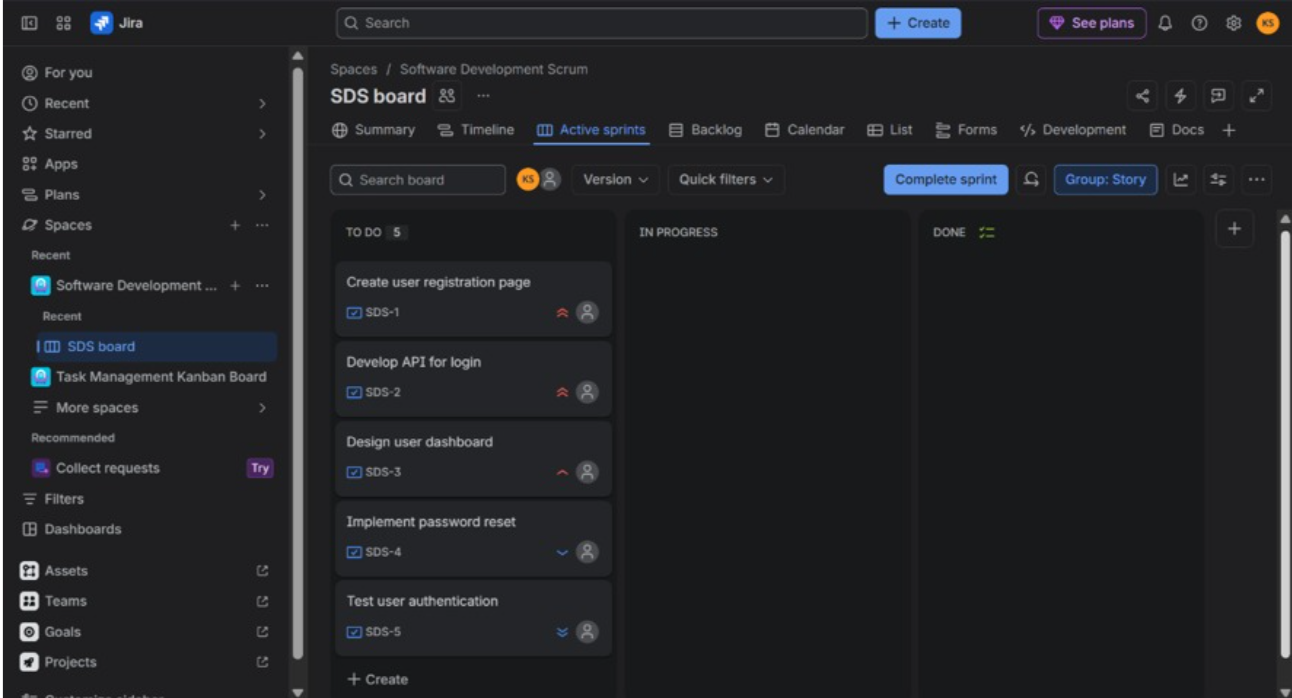 Jira
Search
+ Create
See plans
KS
For you
Recent
Starred
Apps
Plans
Spaces
Recent
Software Development ...
Recent
SDS board
Task Management Kanban Board
More spaces
Recommended
Collect requests Try
Filters
Dashboards
Assets
Teams
Goals
Projects
Customize sidebar
Spaces / Software Development Scrum
SDS board
Summary Timeline Active sprints Backlog Calendar List Forms Development Docs
Search board KS Version Quick filters Complete sprint Group: Story
TO DO 5
Create user registration page
SDS-1
Develop API for login
SDS-2
Design user dashboard
SDS-3
Implement password reset
SDS-4
Test user authentication
SDS-5
+ Create
IN PROGRESS
DONE